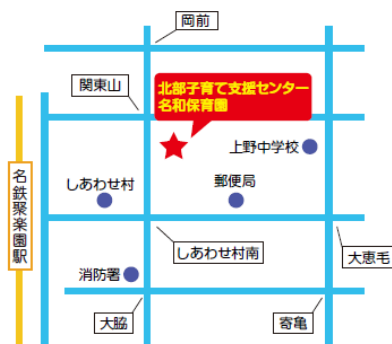 岡前
関東山
北部子育て支援センター
名和保育園
上野中学校
しあわせ村
郵便局
名鉄聚楽園駅
しあわせ村南
大恵毛
消防署
大脇
寄亀